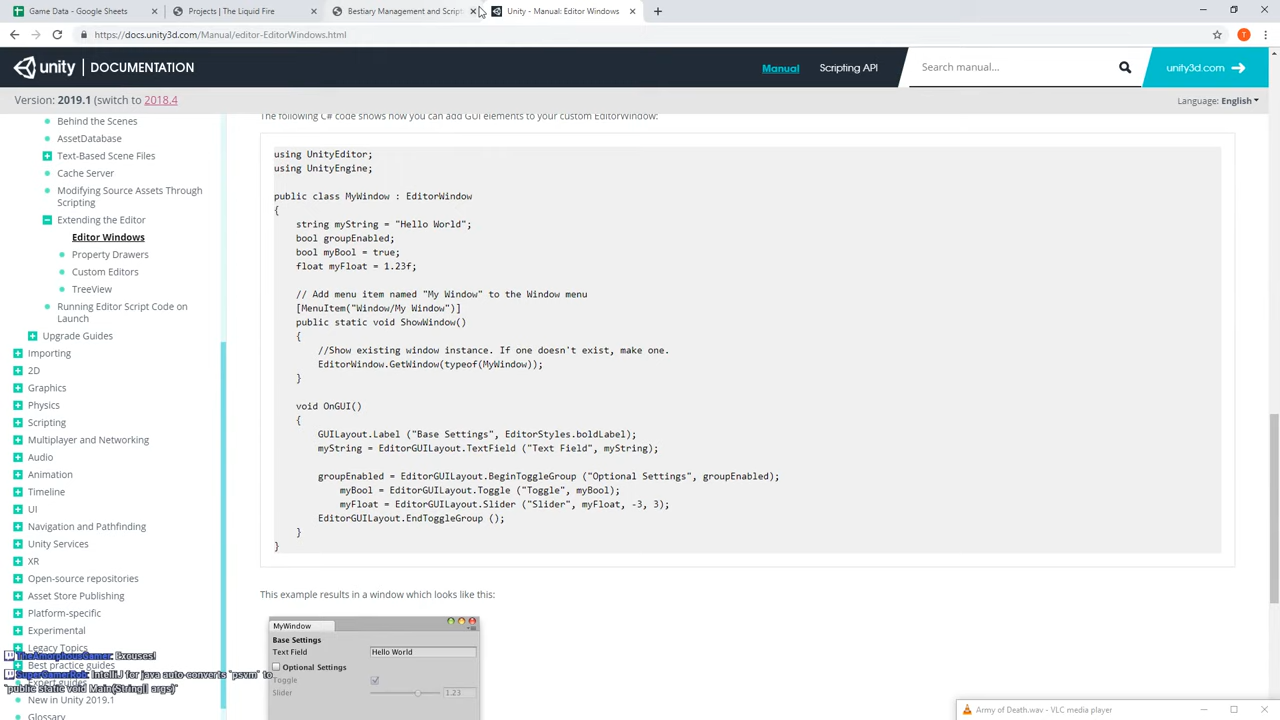 Game Data - Google Sheets
Projects | The Liquid Fire
Bestiary Management and Script
Unity - Manual: Editor Windows
https://docs.unity3d.com/Manual/editor-EditorWindows.html
T
unity | DOCUMENTATION
Manual
Scripting API
Search manual...
unity3d.com
Version: 2019.1 (switch to 2018.4
Language: English
Behind the Scenes
AssetDatabase
Text-Based Scene Files
Cache Server
Modifying Source Assets Through
Scripting
Extending the Editor
Editor Windows
Property Drawers
Custom Editors
TreeView
Running Editor Script Code on
Launch
Upgrade Guides
Importing
2D
Graphics
Physics
Scripting
Multiplayer and Networking
Audio
Animation
Timeline
UI
Navigation and Pathfinding
Unity Services
XR
Open-source repositories
Asset Store Publishing
Platform-specific
Experimental
Legacy Topics
Best practice guides
Expert guides
New in Unity 2019.1
Glossary
TheAmorphousGamer: Excuses!
SuperGamerRob: IntelliJ for java auto-converts "psvm" to
"public static void Main(String[] args)"
The following C# code shows how you can add GUI elements to your custom EditorWindow:
using UnityEditor;
using UnityEngine;
public class MyWindow : EditorWindow
{
string myString = "Hello World";
bool groupEnabled;
bool myBool = true;
float myFloat = 1.23f;
// Add menu item named "My Window" to the Window menu
[MenuItem("Window/My Window")]
public static void ShowWindow()
{
//Show existing window instance. If one doesn't exist, make one.
EditorWindow.GetWindow(typeof(MyWindow));
}
void OnGUI()
{
GUILayout.Label ("Base Settings", EditorStyles.boldLabel);
myString = EditorGUILayout.TextField ("Text Field", myString);
groupEnabled = EditorGUILayout.BeginToggleGroup ("Optional Settings", groupEnabled);
myBool = EditorGUILayout.Toggle ("Toggle", myBool);
myFloat = EditorGUILayout.Slider ("Slider", myFloat, -3, 3);
EditorGUILayout.EndToggleGroup ();
}
}
This example results in a window which looks like this:
MyWindow
Base Settings
Text Field
Hello World
Optional Settings
Toggle
Slider
1.23
Army of Death.wav - VLC media player